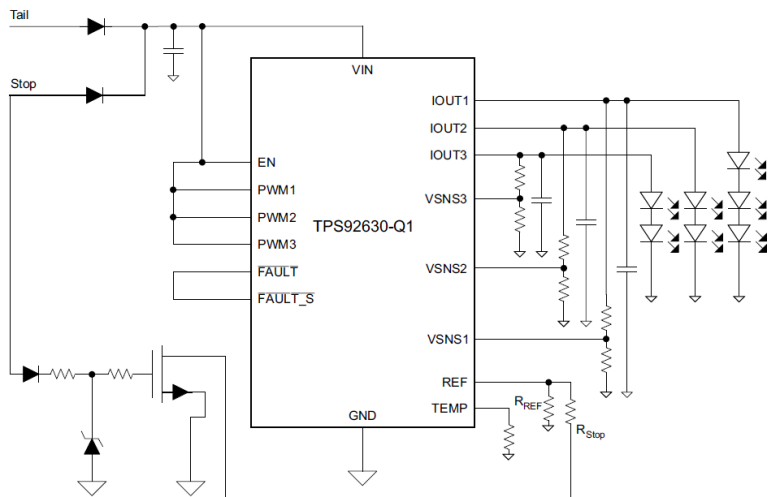 Tail
Stop
VIN
IOUT1
IOUT2
IOUT3
EN
PWM1
VSNS3
PWM2
TPS92630-Q1
PWM3
FAULT
VSNS2
FAULT_S
VSNS1
REF
GND
TEMP
RREF
RStop